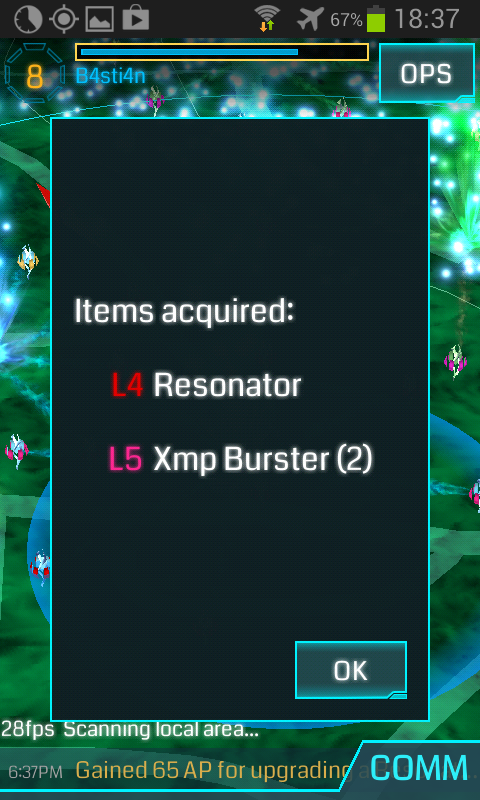 67% 18:37
8 B4sti4n OPS
Items acquired:
L4 Resonator
L5 Xmp Burster (2)
OK
28fps Scanning local area...
6:37PM Gained 65 AP for upgrading
COMM